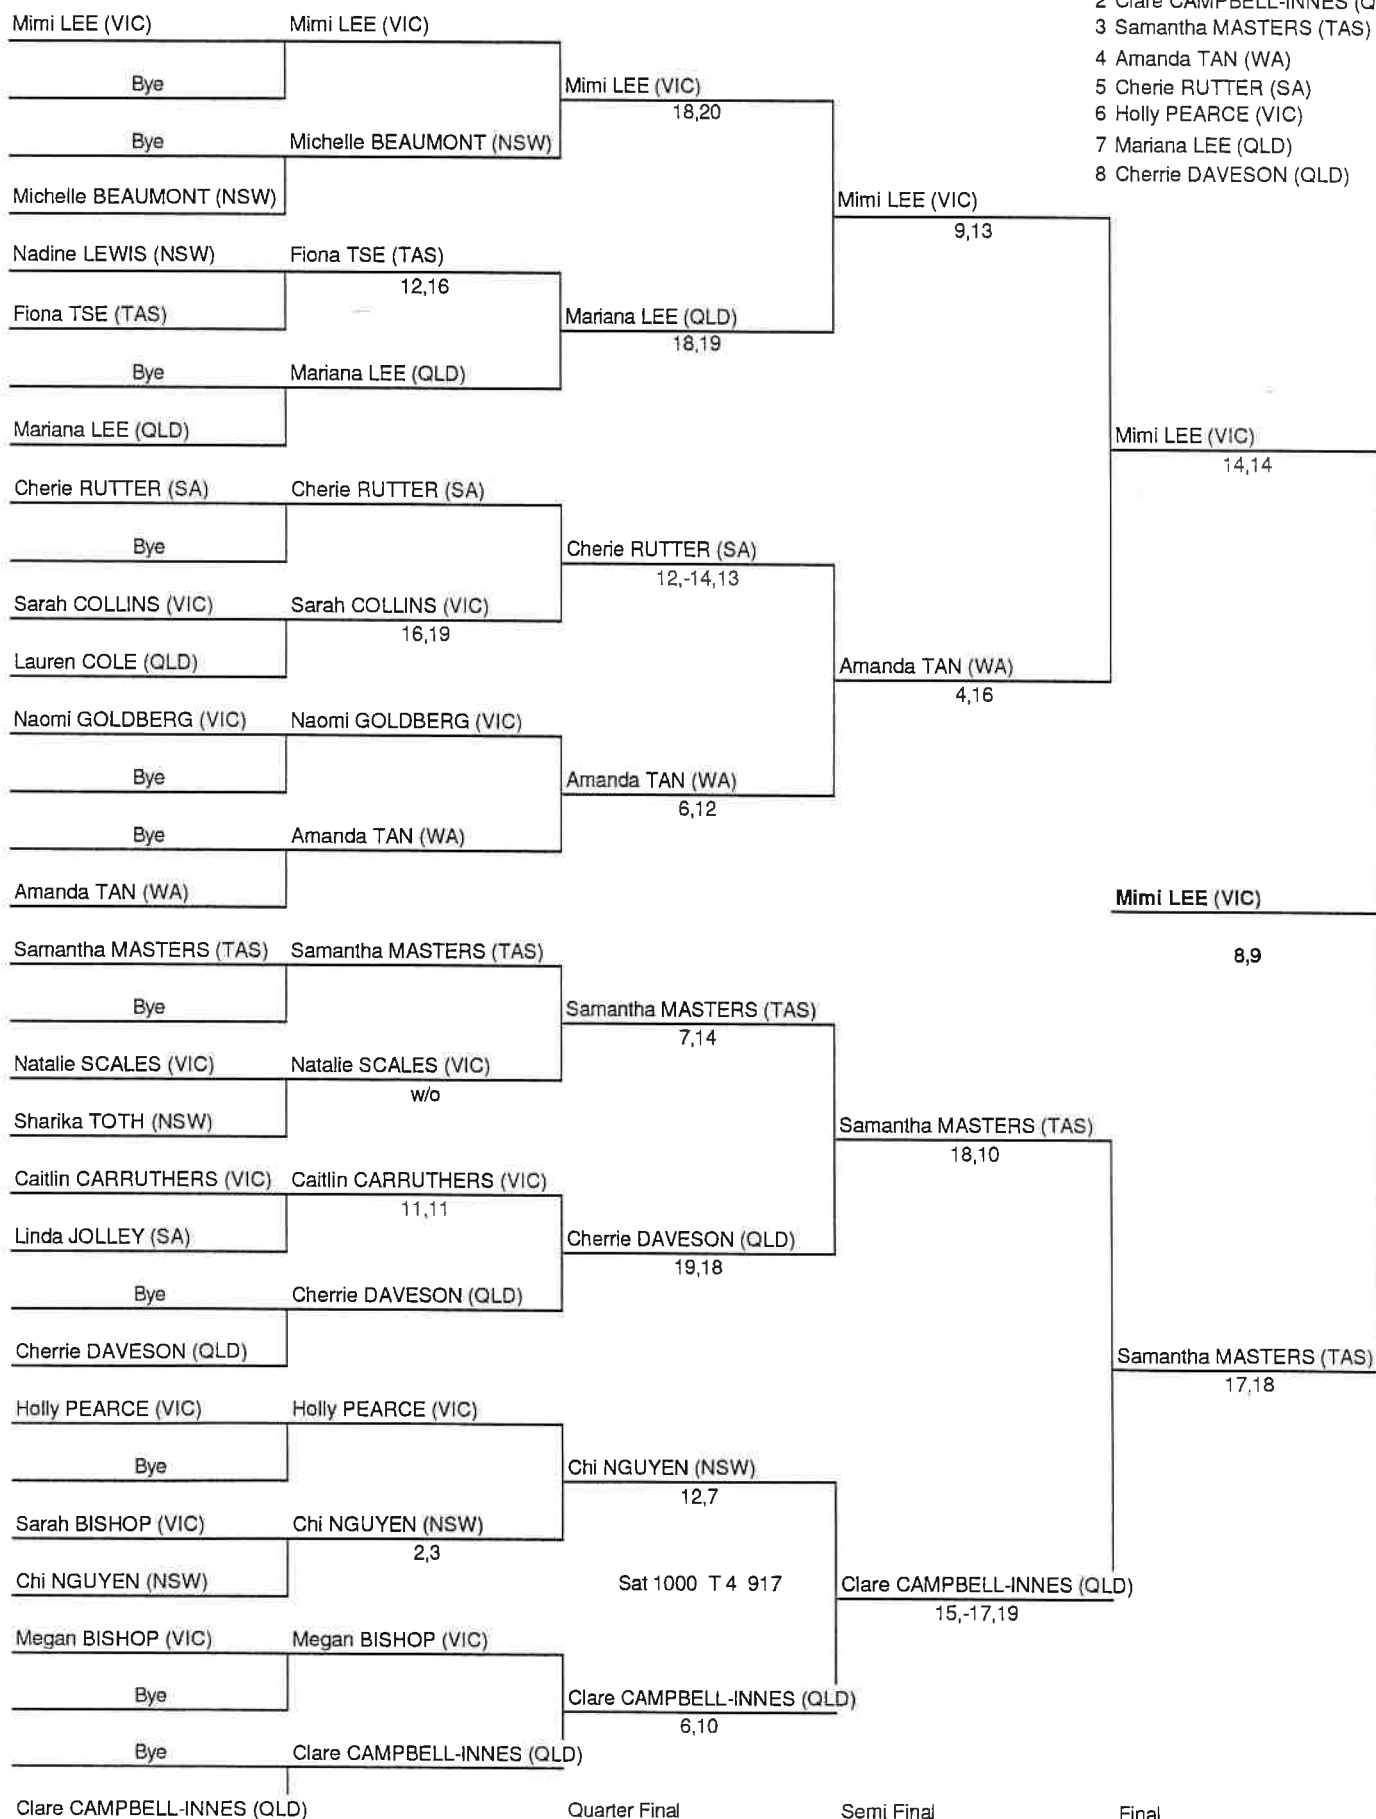 2 Clare CAMPBELL-INNES (Q
3 Samantha MASTERS (TAS)
4 Amanda TAN (WA)
5 Cherie RUTTER (SA)
6 Holly PEARCE (VIC)
7 Mariana LEE (QLD)
8 Cherrie DAVESON (QLD)
Mimi LEE (VIC)
Bye
Bye
Michelle BEAUMONT (NSW)
Nadine LEWIS (NSW)
Fiona TSE (TAS)
Bye
Mariana LEE (QLD)
Cherie RUTTER (SA)
Bye
Sarah COLLINS (VIC)
Lauren COLE (QLD)
Naomi GOLDBERG (VIC)
Bye
Bye
Amanda TAN (WA)
Samantha MASTERS (TAS)
Bye
Natalie SCALES (VIC)
Sharika TOTH (NSW)
Caitlin CARRUTHERS (VIC)
Linda JOLLEY (SA)
Bye
Cherrie DAVESON (QLD)
Holly PEARCE (VIC)
Bye
Sarah BISHOP (VIC)
Chi NGUYEN (NSW)
Megan BISHOP (VIC)
Bye
Bye
Clare CAMPBELL-INNES (QLD)
Mimi LEE (VIC)
Michelle BEAUMONT (NSW)
Fiona TSE (TAS)
12,16
Mariana LEE (QLD)
Cherie RUTTER (SA)
Sarah COLLINS (VIC)
16,19
Naomi GOLDBERG (VIC)
Amanda TAN (WA)
Samantha MASTERS (TAS)
Natalie SCALES (VIC)
w/o
Caitlin CARRUTHERS (VIC)
11,11
Cherrie DAVESON (QLD)
Holly PEARCE (VIC)
Chi NGUYEN (NSW)
2,3
Megan BISHOP (VIC)
Clare CAMPBELL-INNES (QLD)
Mimi LEE (VIC)
18,20
Mariana LEE (QLD)
18,19
Cherie RUTTER (SA)
12,-14,13
Amanda TAN (WA)
6,12
Samantha MASTERS (TAS)
7,14
Cherrie DAVESON (QLD)
19,18
Chi NGUYEN (NSW)
12,7
Sat 1000 T 4 917
Clare CAMPBELL-INNES (QLD)
6,10
Quarter Final
Mimi LEE (VIC)
9,13
Amanda TAN (WA)
4,16
Samantha MASTERS (TAS)
18,10
Clare CAMPBELL-INNES (QLD)
15,-17,19
Semi Final
Mimi LEE (VIC)
14,14
Mimi LEE (VIC)
8,9
Samantha MASTERS (TAS)
17,18
Final